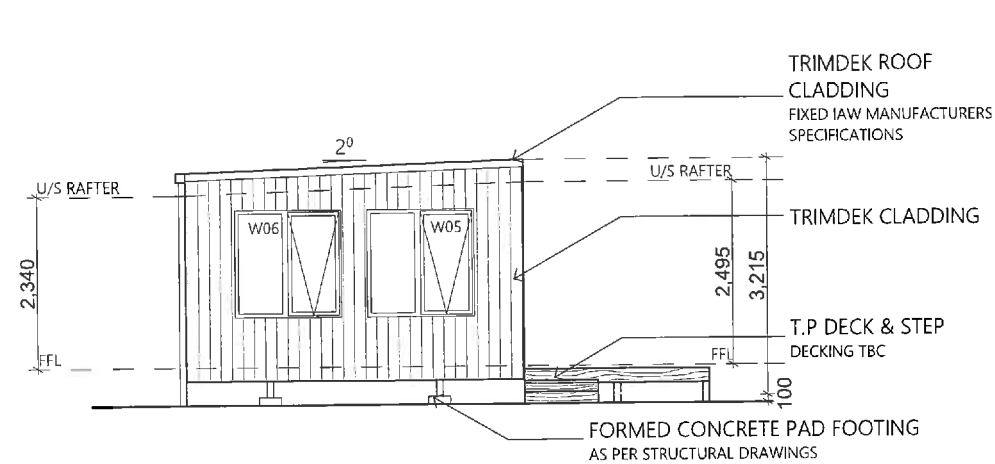 TRIMDEK ROOF
CLADDING
FIXED IAW MANUFACTURERS
SPECIFICATIONS
2⁰
U/S RAFTER
U/S RAFTER
TRIMDEK CLADDING
W06
W05
2,340
2,495
3,215
T.P DECK & STEP
DECKING TBC
FFL
FFL
100
FORMED CONCRETE PAD FOOTING
AS PER STRUCTURAL DRAWINGS